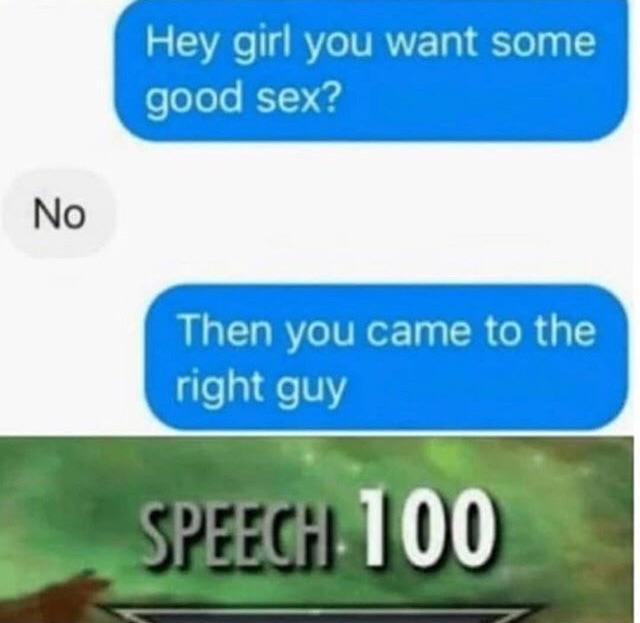 Hey girl you want some
good sex?
No
Then you came to the
right guy
SPEECH 100